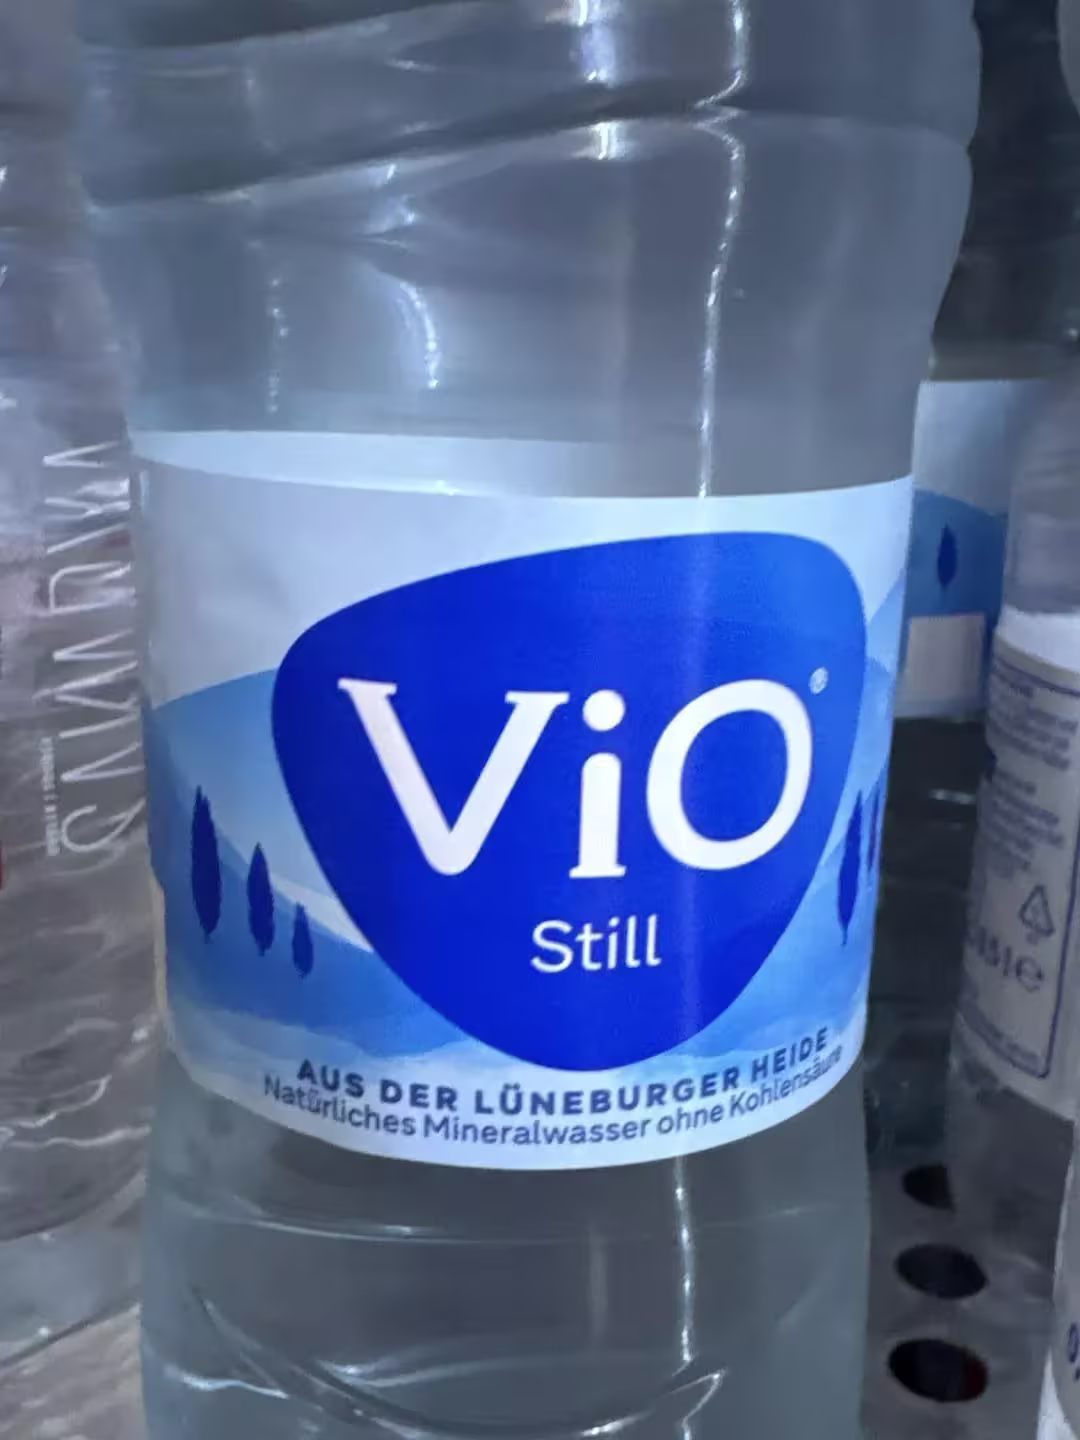 ViO®
Still
AUS DER LÜNEBURGER HEIDE
Natürliches Mineralwasser ohne Kohlensäure